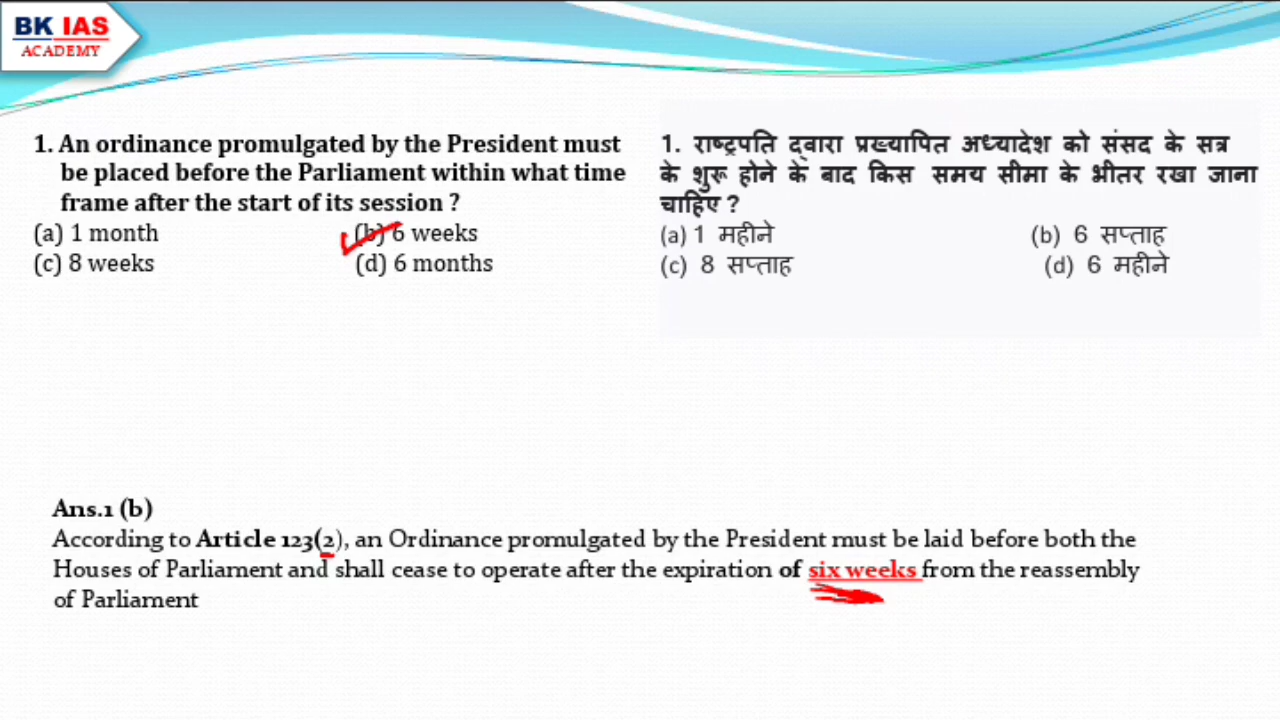 BK IAS
ACADEMY
1. An ordinance promulgated by the President must
be placed before the Parliament within what time
frame after the start of its session ?
(a) 1 month (b) 6 weeks
(c) 8 weeks (d) 6 months
1. राष्ट्रपति द्वारा प्रख्यापित अध्यादेश को संसद के सत्र
के शुरू होने के बाद किस समय सीमा के भीतर रखा जाना
चाहिए ?
(a) 1 महीने (b) 6 सप्ताह
(c) 8 सप्ताह (d) 6 महीने
Ans.1 (b)
According to Article 123(2), an Ordinance promulgated by the President must be laid before both the
Houses of Parliament and shall cease to operate after the expiration of six weeks from the reassembly
of Parliament